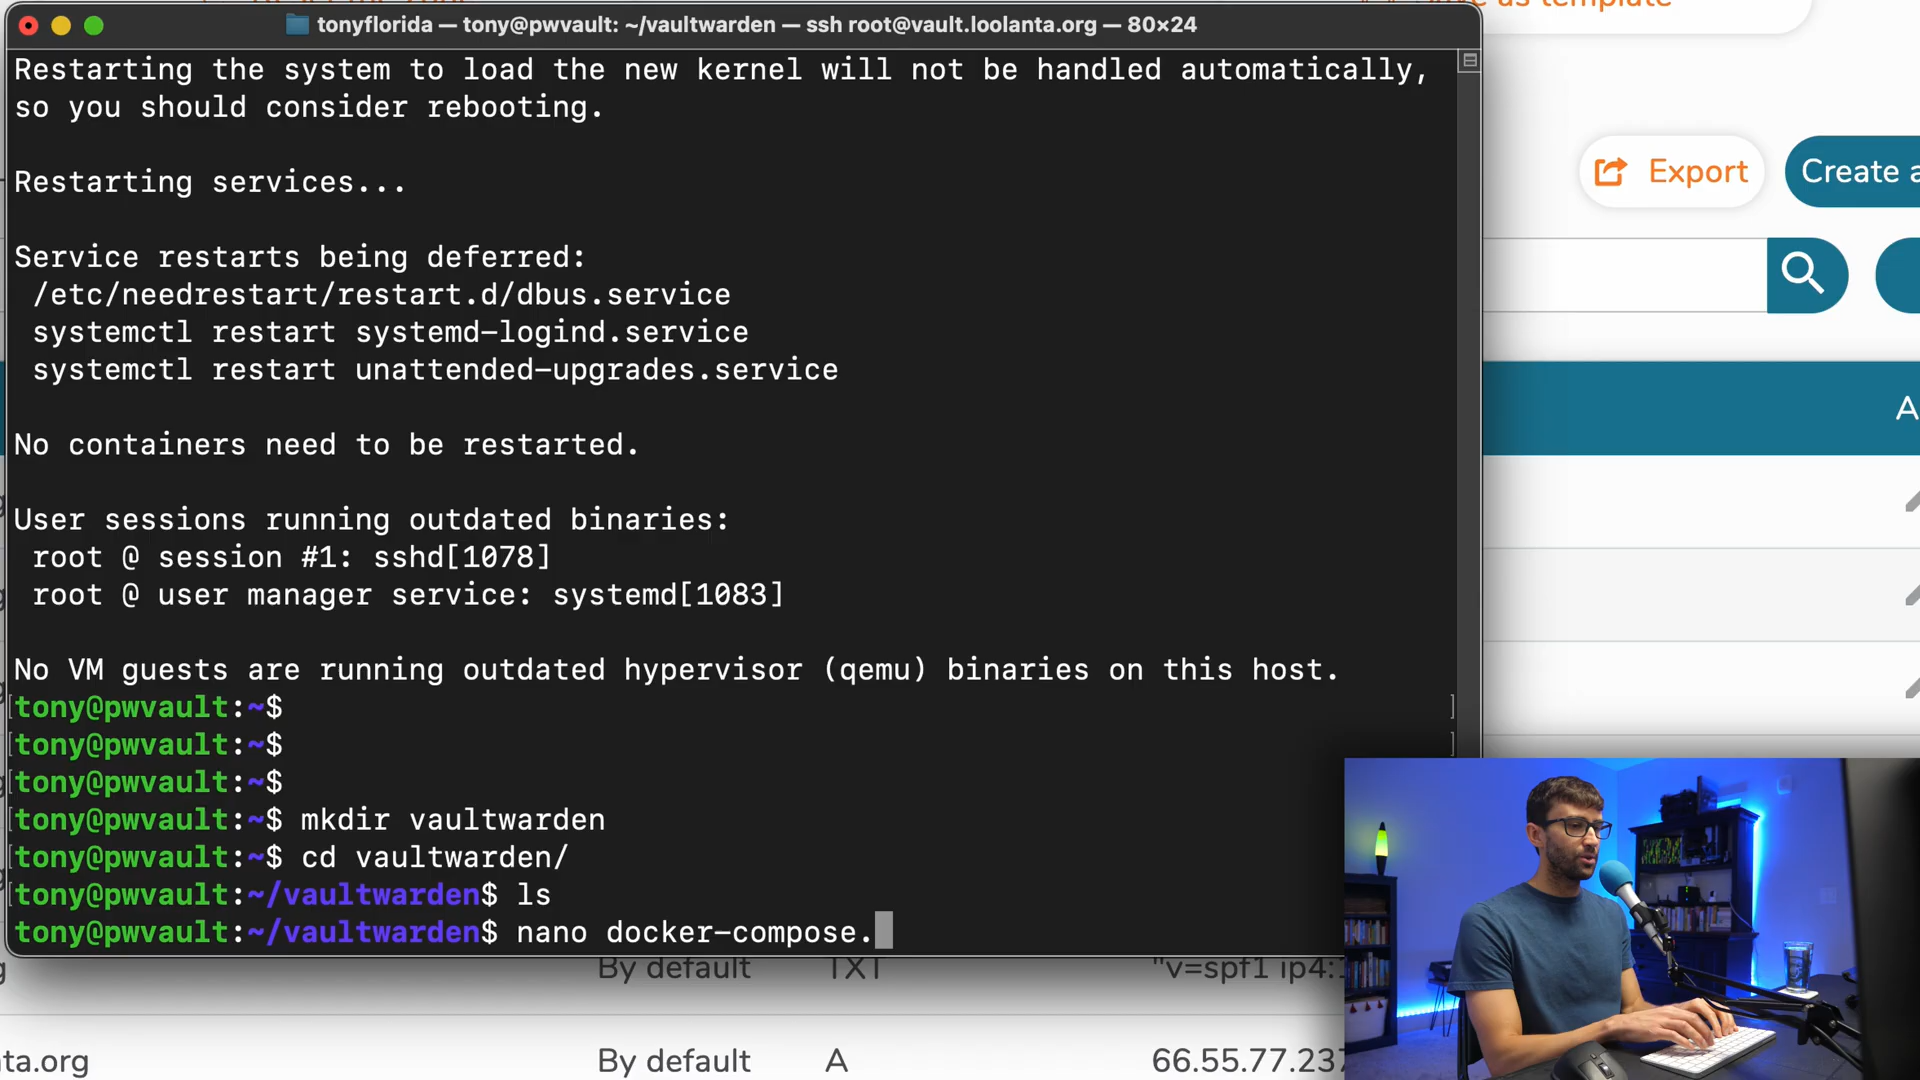 Save as template
tonyflorida — tony@pwvault: ~/vaultwarden — ssh root@vault.loolanta.org — 80×24
Restarting the system to load the new kernel will not be handled automatically,
so you should consider rebooting.
Export
Create a
Restarting services...
Service restarts being deferred:
/etc/needrestart/restart.d/dbus.service
systemctl restart systemd-logind.service
systemctl restart unattended-upgrades.service
A
No containers need to be restarted.
User sessions running outdated binaries:
root @ session #1: sshd[1078]
root @ user manager service: systemd[1083]
No VM guests are running outdated hypervisor (qemu) binaries on this host.
[tony@pwvault:~$ ]
[tony@pwvault:~$ ]
[tony@pwvault:~$
[tony@pwvault:~$ mkdir vaultwarden
[tony@pwvault:~$ cd vaultwarden/
[tony@pwvault:~/vaultwarden$ ls
tony@pwvault:~/vaultwarden$ nano docker-compose.
By default TXT "v=spf1 ip4:
ta.org By default A 66.55.77.237